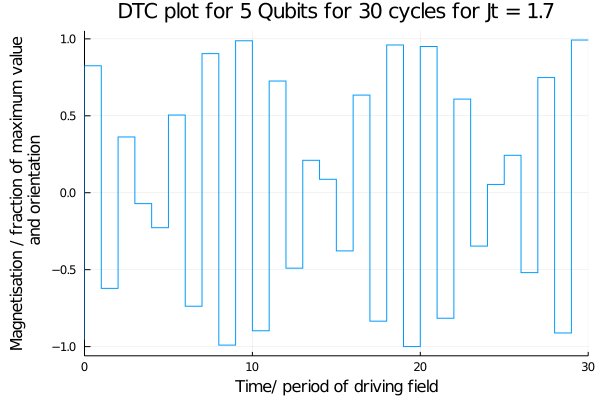 DTC plot for 5 Qubits for 30 cycles for Jt = 1.7
Magnetisation / fraction of maximum value
and orientation
1.0
0.5
0.0
−0.5
−1.0
0
10
20
30
Time/ period of driving field